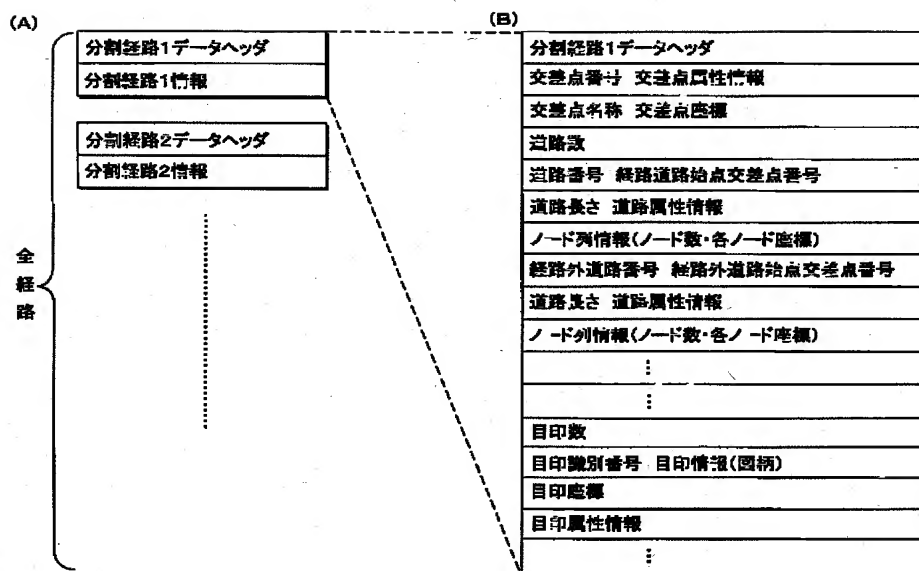 (A)
分割経路1データヘッダ
分割経路1情報
分割経路2データヘッダ
分割経路2情報
全経路
(B)
分割経路1データヘッダ
交差点番号 交差点属性情報
交差点名称 交差点座標
道路数
道路番号 経路道路始点交差点番号
道路長さ 道路属性情報
ノード列情報(ノード数・各ノード座標)
経路外道路番号 経路外道路始点交差点番号
道路長さ 道路属性情報
ノード列情報(ノード数・各ノード座標)
目印数
目印識別番号 目印情報(図柄)
目印座標
目印属性情報